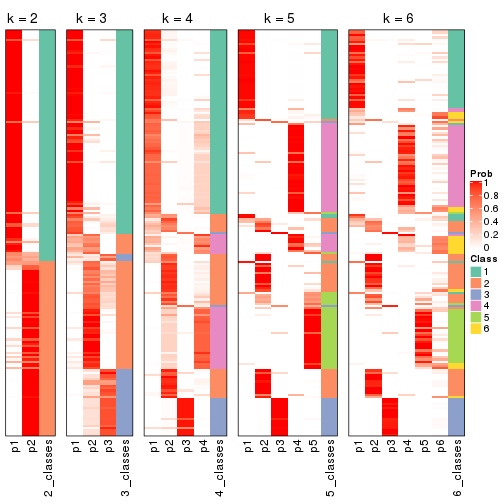 k = 2
k = 3
k = 4
k = 5
k = 6
Prob
1
0.8
0.6
0.4
0.2
0
Class
1
2
3
4
5
6
p1
p2
2_classes
p1
p2
p3
3_classes
p1
p2
p3
p4
4_classes
p1
p2
p3
p4
p5
5_classes
p1
p2
p3
p4
p5
p6
6_classes